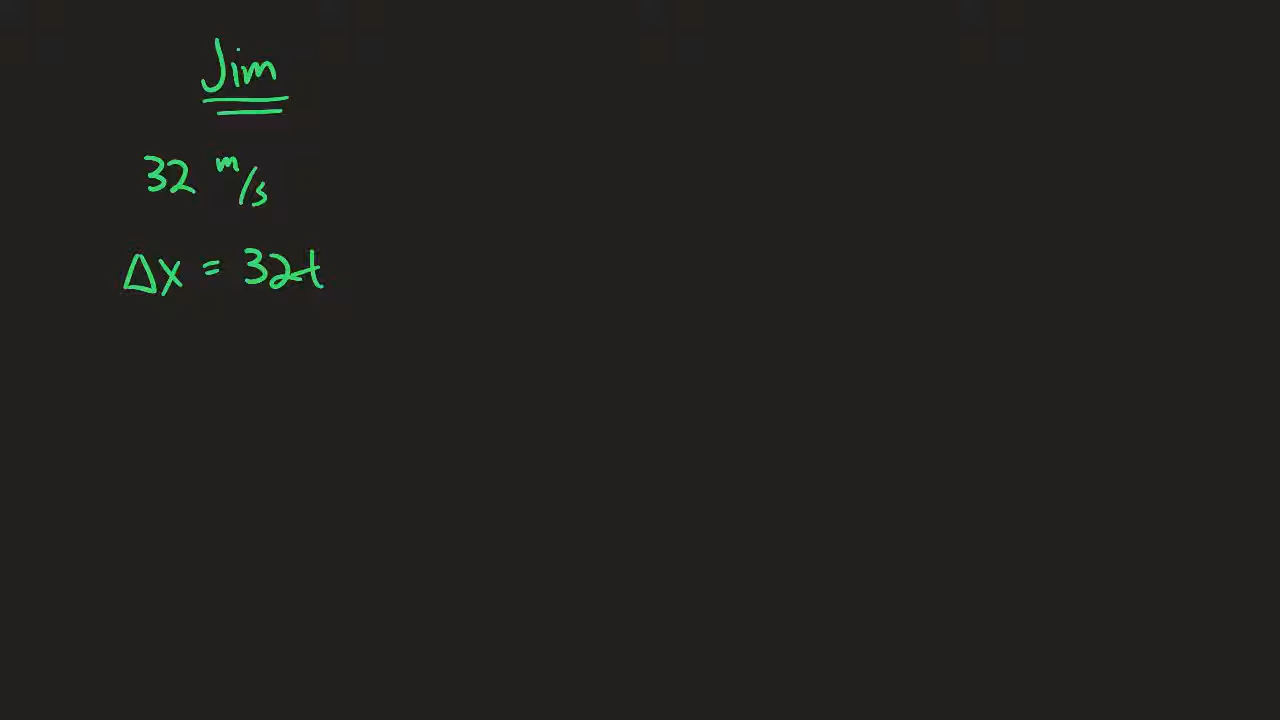 Jim
32 m/s
Δx = 32t